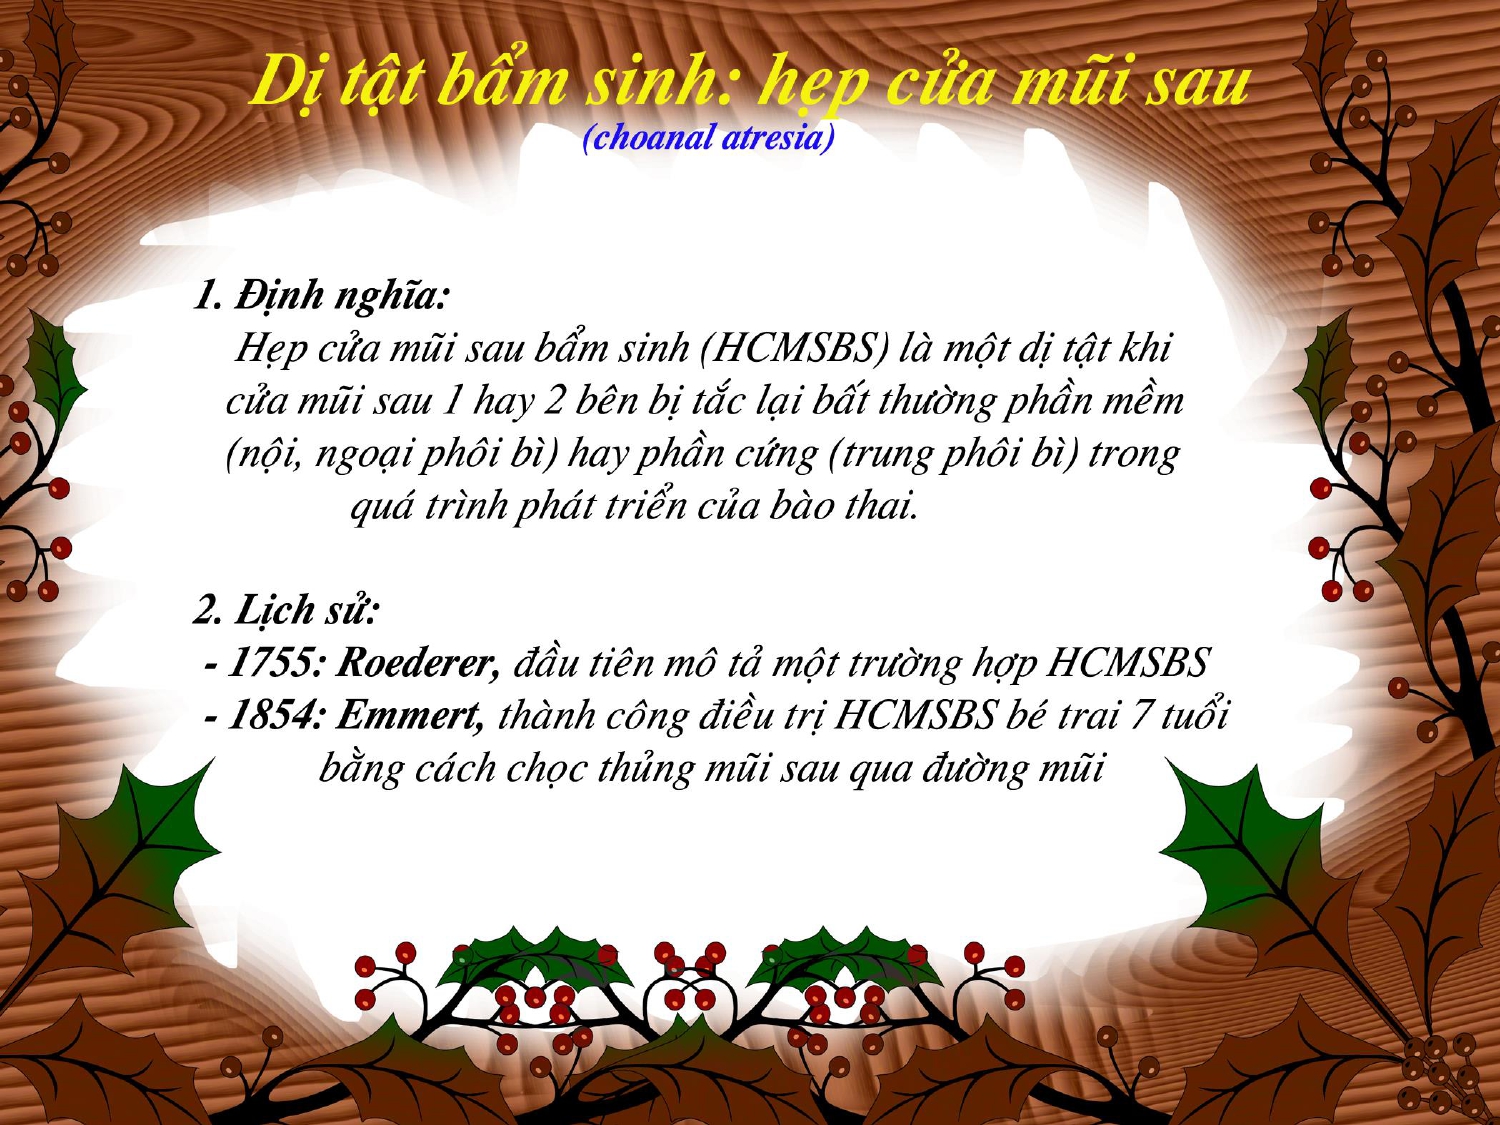 Dị tật bẩm sinh: hẹp cửa mũi sau
(choanal atresia)
1. Định nghĩa:
Hẹp cửa mũi sau bẩm sinh (HCMSBS) là một dị tật khi
cửa mũi sau 1 hay 2 bên bị tắc lại bất thường phần mềm
(nội, ngoại phôi bì) hay phần cứng (trung phôi bì) trong
quá trình phát triển của bào thai.
2. Lịch sử:
- 1755: Roederer, đầu tiên mô tả một trường hợp HCMSBS
- 1854: Emmert, thành công điều trị HCMSBS bé trai 7 tuổi
bằng cách chọc thủng mũi sau qua đường mũi